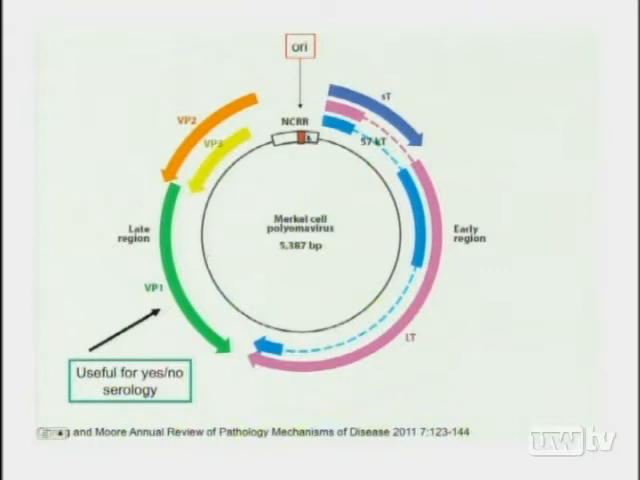 ori
sT
VP2
NCRR
VP3
57 kT
Merkel cell
polyomavirus
5,387 bp
Late
region
Early
region
VP1
LT
Useful for yes/no
serology
and Moore Annual Review of Pathology Mechanisms of Disease 2011 7:123-144
uwtv